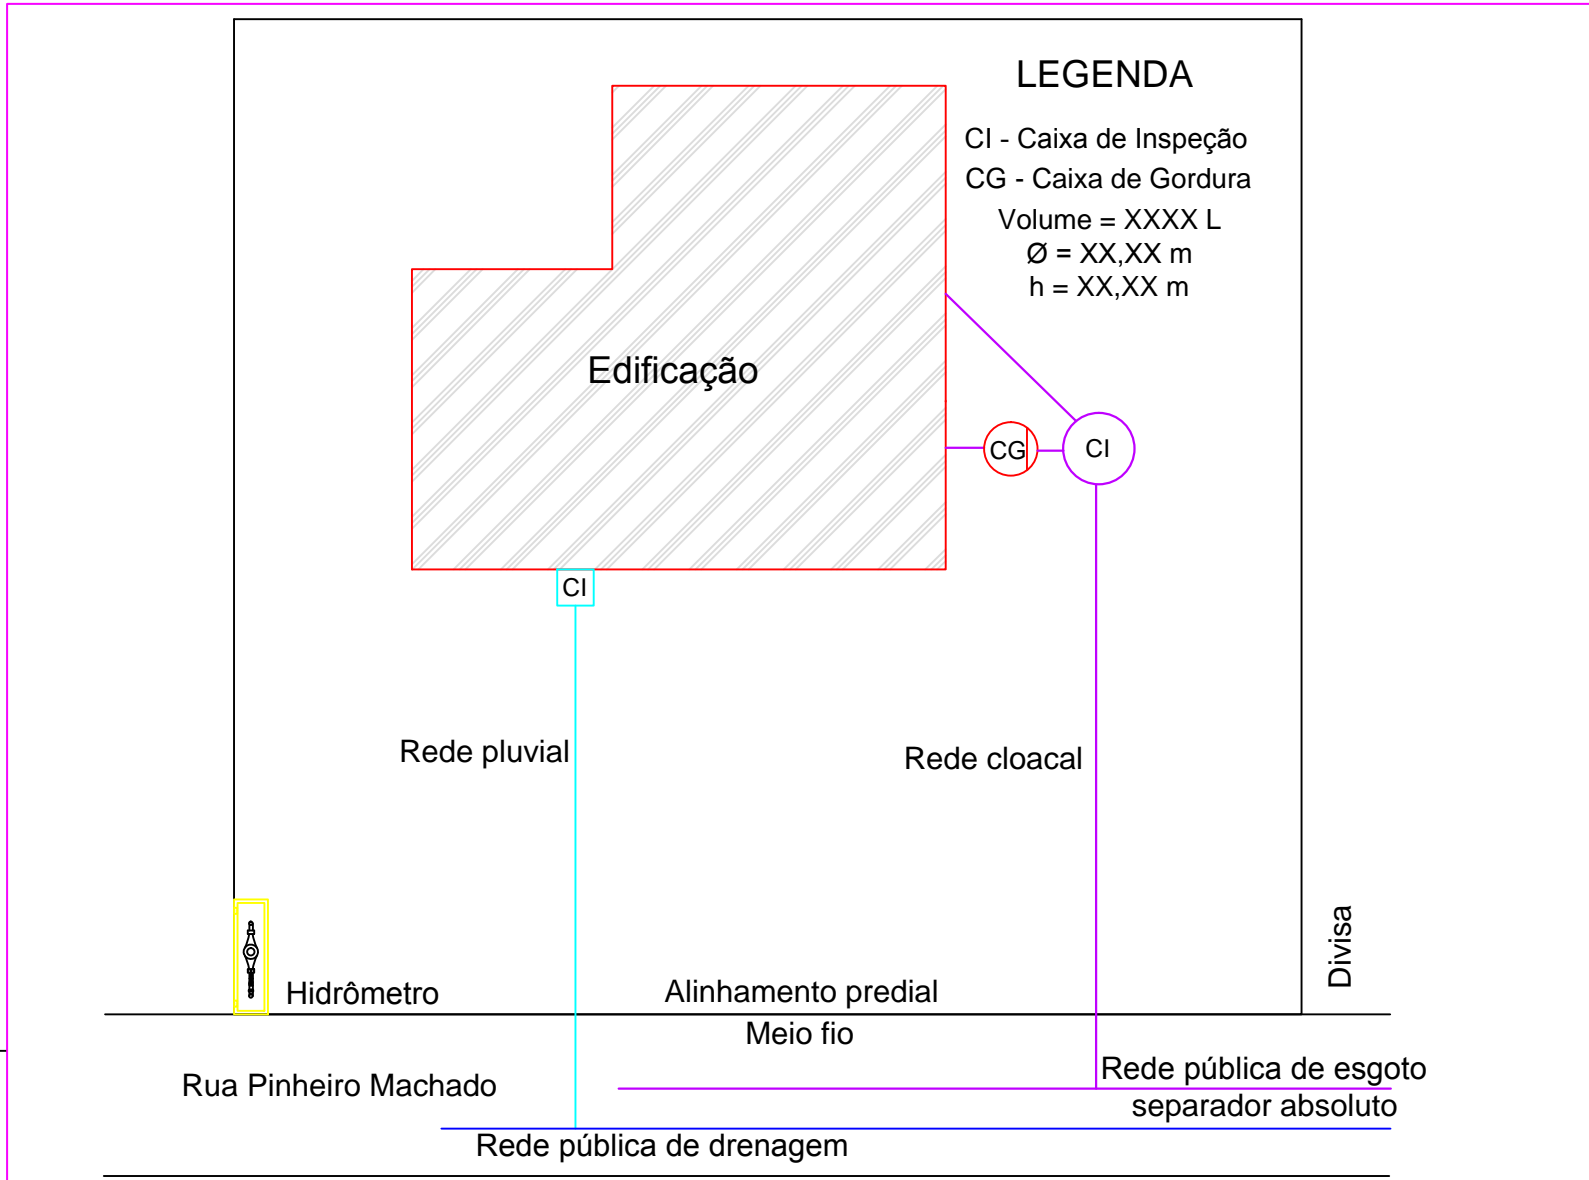 LEGENDA
CI - Caixa de Inspeção
CG - Caixa de Gordura
Volume = XXXX L
Ø = XX,XX m
h = XX,XX m
Edificação
CG
CI
CI
Rede pluvial
Rede cloacal
Divisa
Hidrômetro
Alinhamento predial
Meio fio
Rua Pinheiro Machado
Rede pública de esgoto
separador absoluto
Rede pública de drenagem